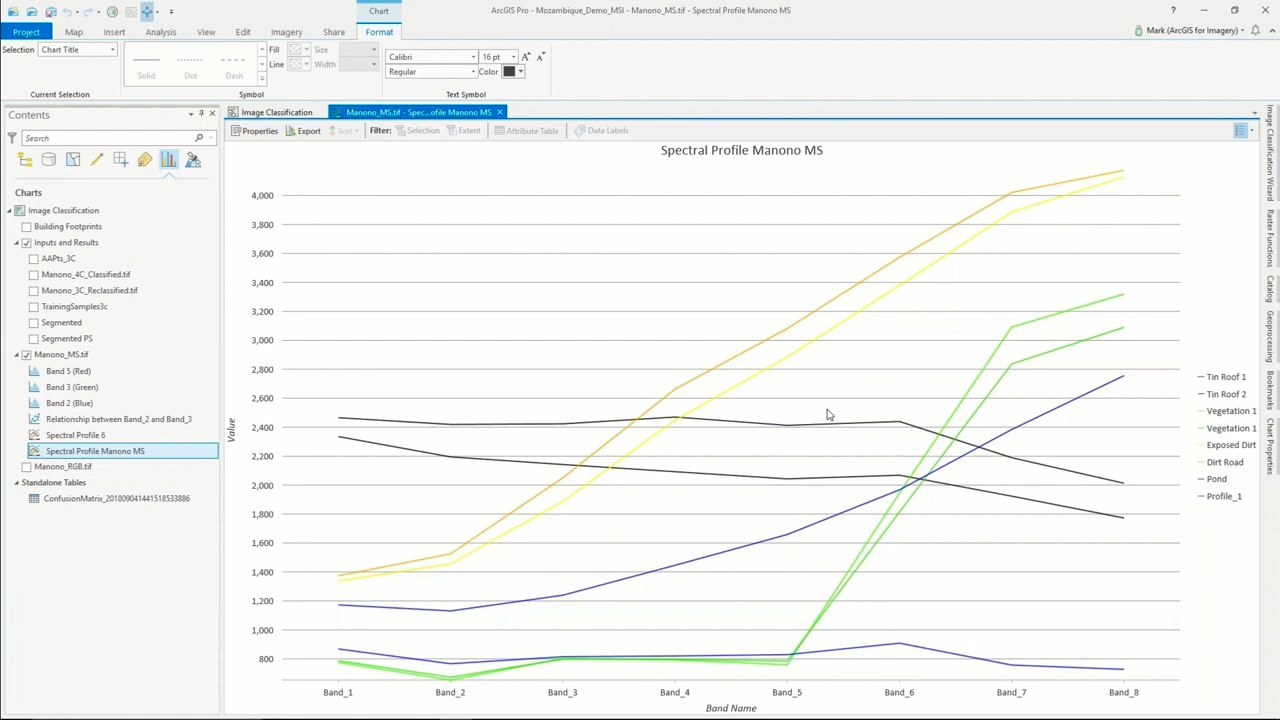 Chart
ArcGIS Pro - Mozambique_Demo_MSI - Manono_MS.tif - Spectral Profile Manono MS
?
Project Map Insert Analysis View Edit Imagery Share Format
Mark (ArcGIS for Imagery)
Selection Chart Title
Solid Dot Dash
Fill Size
Line Width
Calibri 16 pt
Regular Color
Current Selection Symbol Text Symbol
Contents
Search
Charts
Image Classification
Building Footprints
Inputs and Results
AAPts_3C
Manono_4C_Classified.tif
Manono_3C_Reclassified.tif
TrainingSamples3c
Segmented
Segmented PS
Manono_MS.tif
Band 5 (Red)
Band 3 (Green)
Band 2 (Blue)
Relationship between Band_2 and Band_3
Spectral Profile 6
Spectral Profile Manono MS
Manono_RGB.tif
Standalone Tables
ConfusionMatrix_201809041441518533886
Image Classification
Manono_MS.tif - Spec...ofile Manono MS
Properties Export Sort Filter: Selection Extent Attribute Table Data Labels
Spectral Profile Manono MS
4,000
3,800
3,600
3,400
3,200
3,000
2,800
2,600
2,400
2,200
2,000
1,800
1,600
1,400
1,200
1,000
800
Value
Band_1 Band_2 Band_3 Band_4 Band_5 Band_6 Band_7 Band_8
Band Name
Tin Roof 1
Tin Roof 2
Vegetation 1
Vegetation 1
Exposed Dirt
Dirt Road
Pond
Profile_1
Image Classification Wizard
Raster Functions
Catalog
Geoprocessing
Bookmarks
Chart Properties